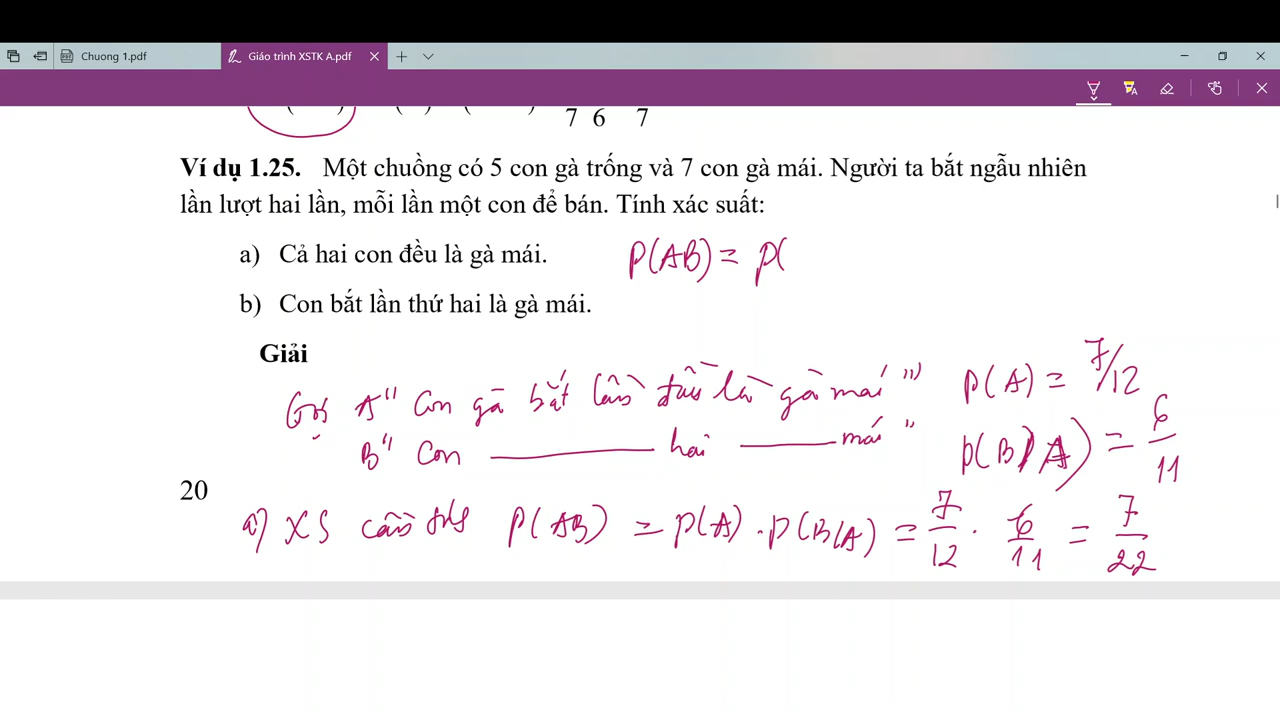 Chuong 1.pdf
Giáo trình XSTK A.pdf
7 6 7
Ví dụ 1.25. Một chuồng có 5 con gà trống và 7 con gà mái. Người ta bắt ngẫu nhiên
lần lượt hai lần, mỗi lần một con để bán. Tính xác suất:
a) Cả hai con đều là gà mái. P(AB) = P(
b) Con bắt lần thứ hai là gà mái.
Giải
Gọi A" Con gà bắt lần đầu là gà mái" P(A) = 7/12
B" Con ——— hai ——— mái" P(B/A) = 6/11
20
a) XS cần P(AB) = P(A) . P(B/A) = 7/12 . 6/11 = 7/22